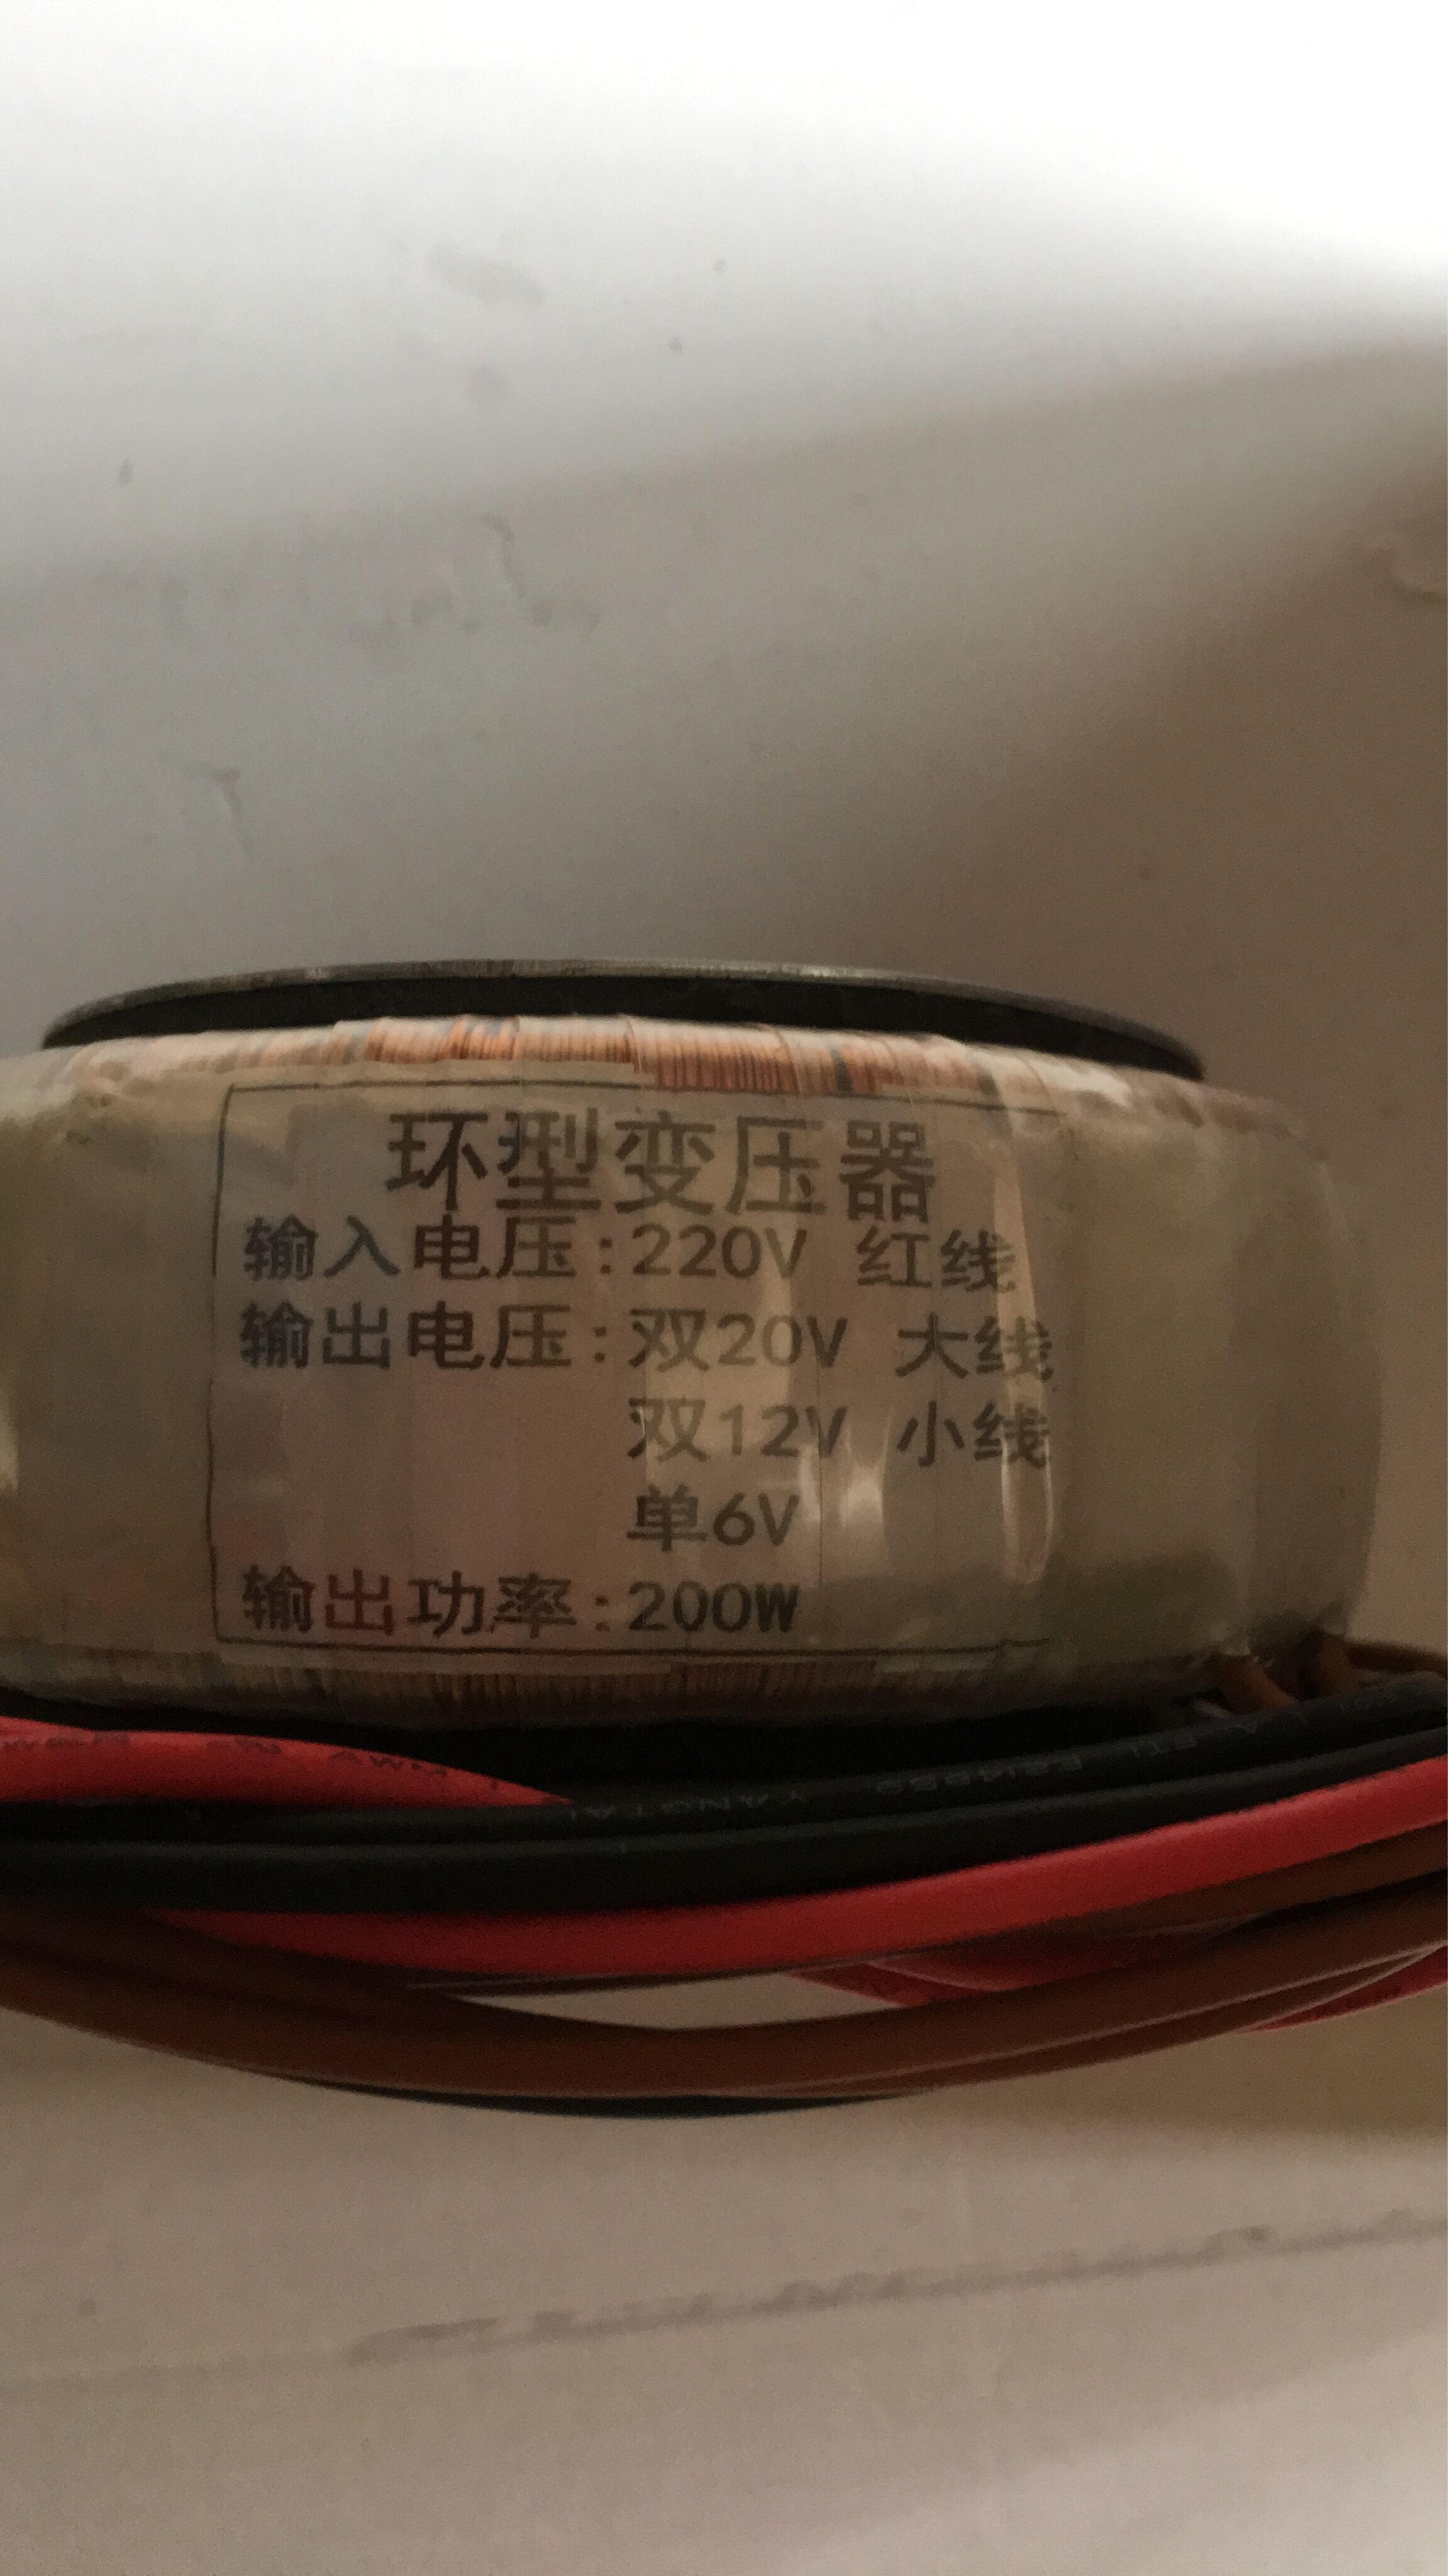 环型变压器
输入电压:220V 红线
输出电压:双20V 大线
双12V 小线
单6V
输出功率:200W
YANGTAI